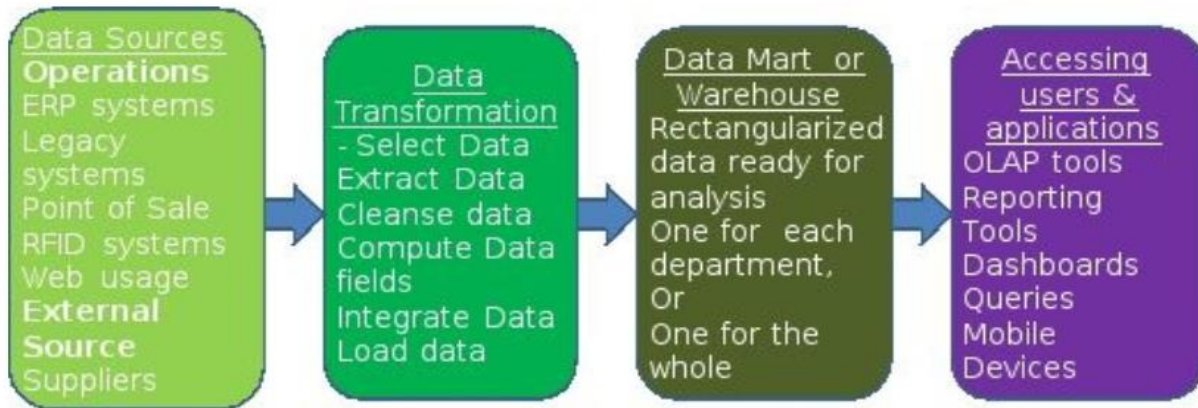 Data Sources
Operations
ERP systems
Legacy
systems
Point of Sale
RFID systems
Web usage
External
Source
Suppliers
Data
Transformation
- Select Data
Extract Data
Cleanse data
Compute Data
fields
Integrate Data
Load data
Data Mart or
Warehouse
Rectangularized
data ready for
analysis
One for each
department,
Or
One for the
whole
Accessing
users &
applications
OLAP tools
Reporting
Tools
Dashboards
Queries
Mobile
Devices